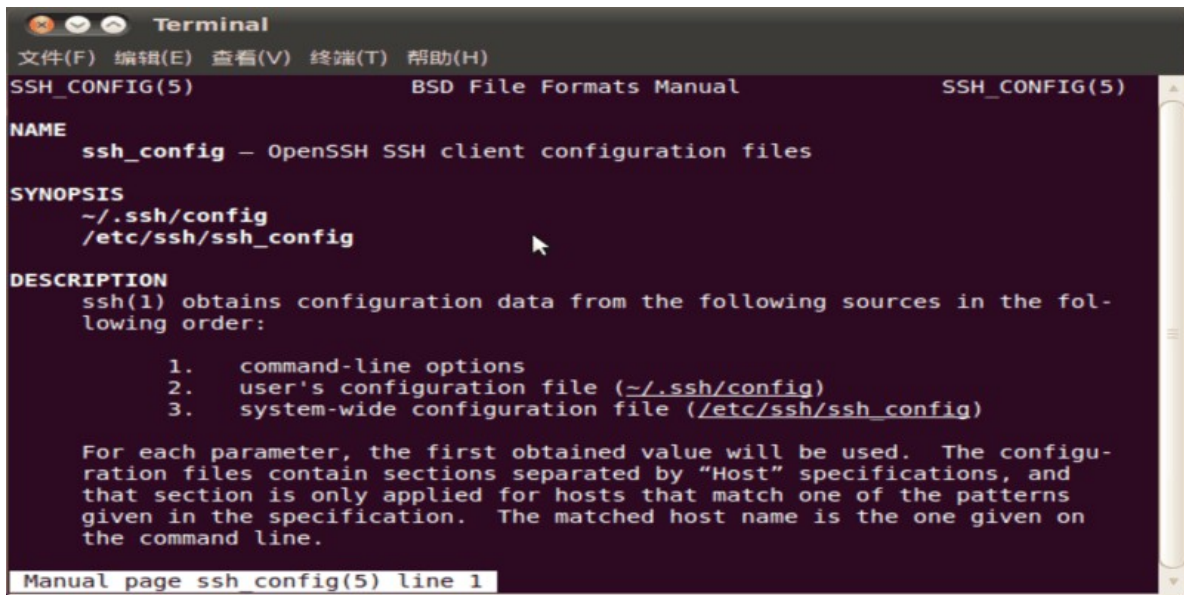 Terminal
文件(F) 编辑(E) 查看(V) 终端(T) 帮助(H)
SSH_CONFIG(5) BSD File Formats Manual SSH_CONFIG(5)
NAME
ssh_config — OpenSSH SSH client configuration files
SYNOPSIS
~/.ssh/config
/etc/ssh/ssh_config
DESCRIPTION
ssh(1) obtains configuration data from the following sources in the fol-
lowing order:
1. command-line options
2. user's configuration file (~/.ssh/config)
3. system-wide configuration file (/etc/ssh/ssh_config)
For each parameter, the first obtained value will be used. The configu-
ration files contain sections separated by “Host” specifications, and
that section is only applied for hosts that match one of the patterns
given in the specification. The matched host name is the one given on
the command line.
Manual page ssh_config(5) line 1